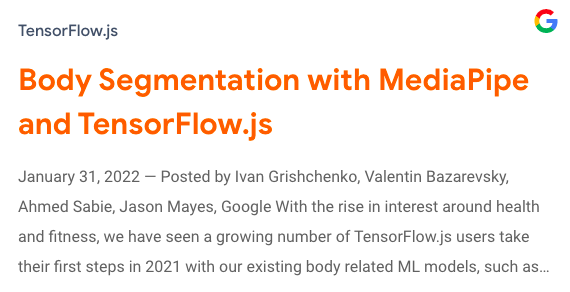 TensorFlow.js
Body Segmentation with MediaPipe
and TensorFlow.js
January 31, 2022 — Posted by Ivan Grishchenko, Valentin Bazarevsky,
Ahmed Sabie, Jason Mayes, Google With the rise in interest around health
and fitness, we have seen a growing number of TensorFlow.js users take
their first steps in 2021 with our existing body related ML models, such as…